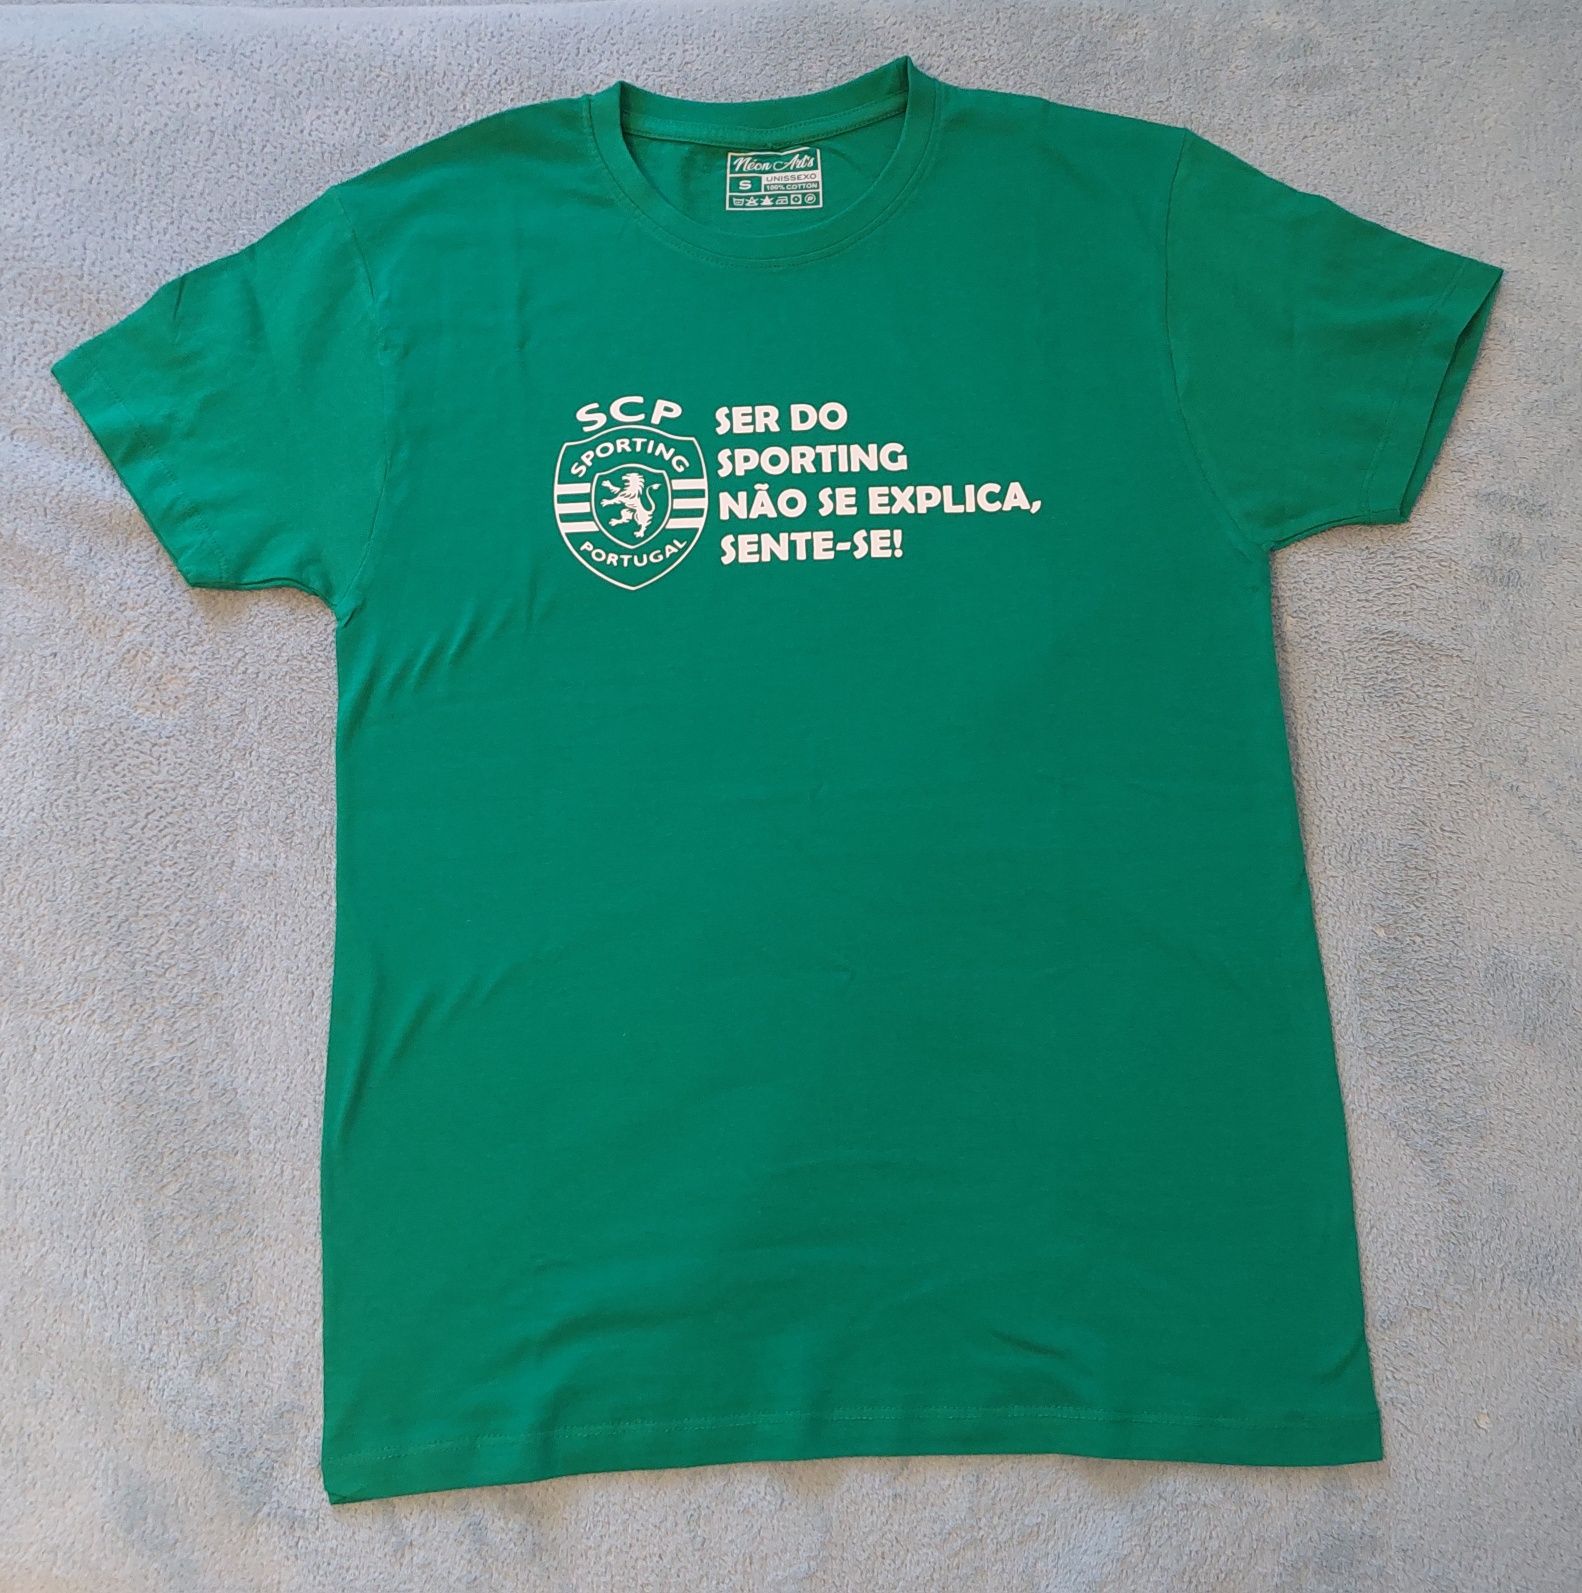 Néon Art's
S
UNISSEXO
100% COTTON
SCP
SPORTING
PORTUGAL
SER DO
SPORTING
NÃO SE EXPLICA,
SENTE-SE!